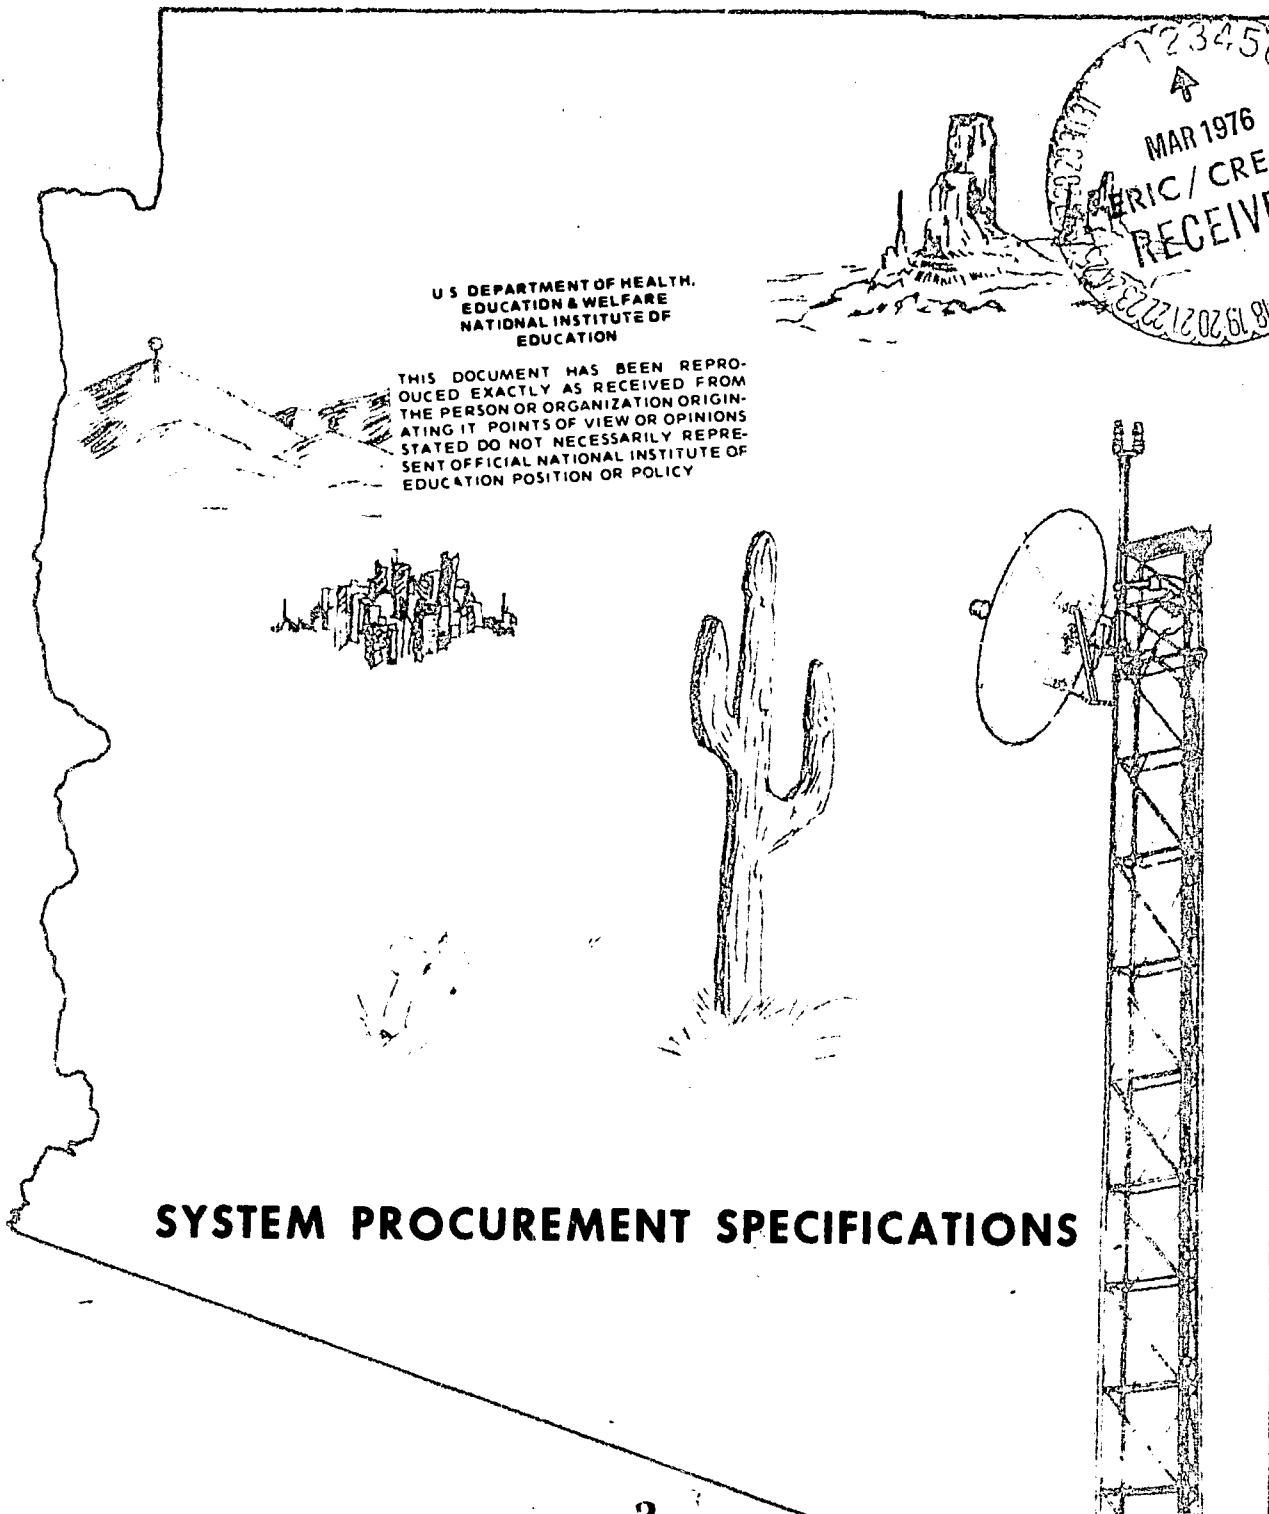 MAR 1976
ERIC / CRE
RECEIVE
U S DEPARTMENT OF HEALTH,
EDUCATION & WELFARE
NATIONAL INSTITUTE OF
EDUCATION
THIS DOCUMENT HAS BEEN REPRO-
OUCED EXACTLY AS RECEIVED FROM
THE PERSON OR ORGANIZATION ORIGIN-
ATING IT POINTS OF VIEW OR OPINIONS
STATED DO NOT NECESSARILY REPRE-
SENT OFFICIAL NATIONAL INSTITUTE OF
EDUCATION POSITION OR POLICY
SYSTEM PROCUREMENT SPECIFICATIONS